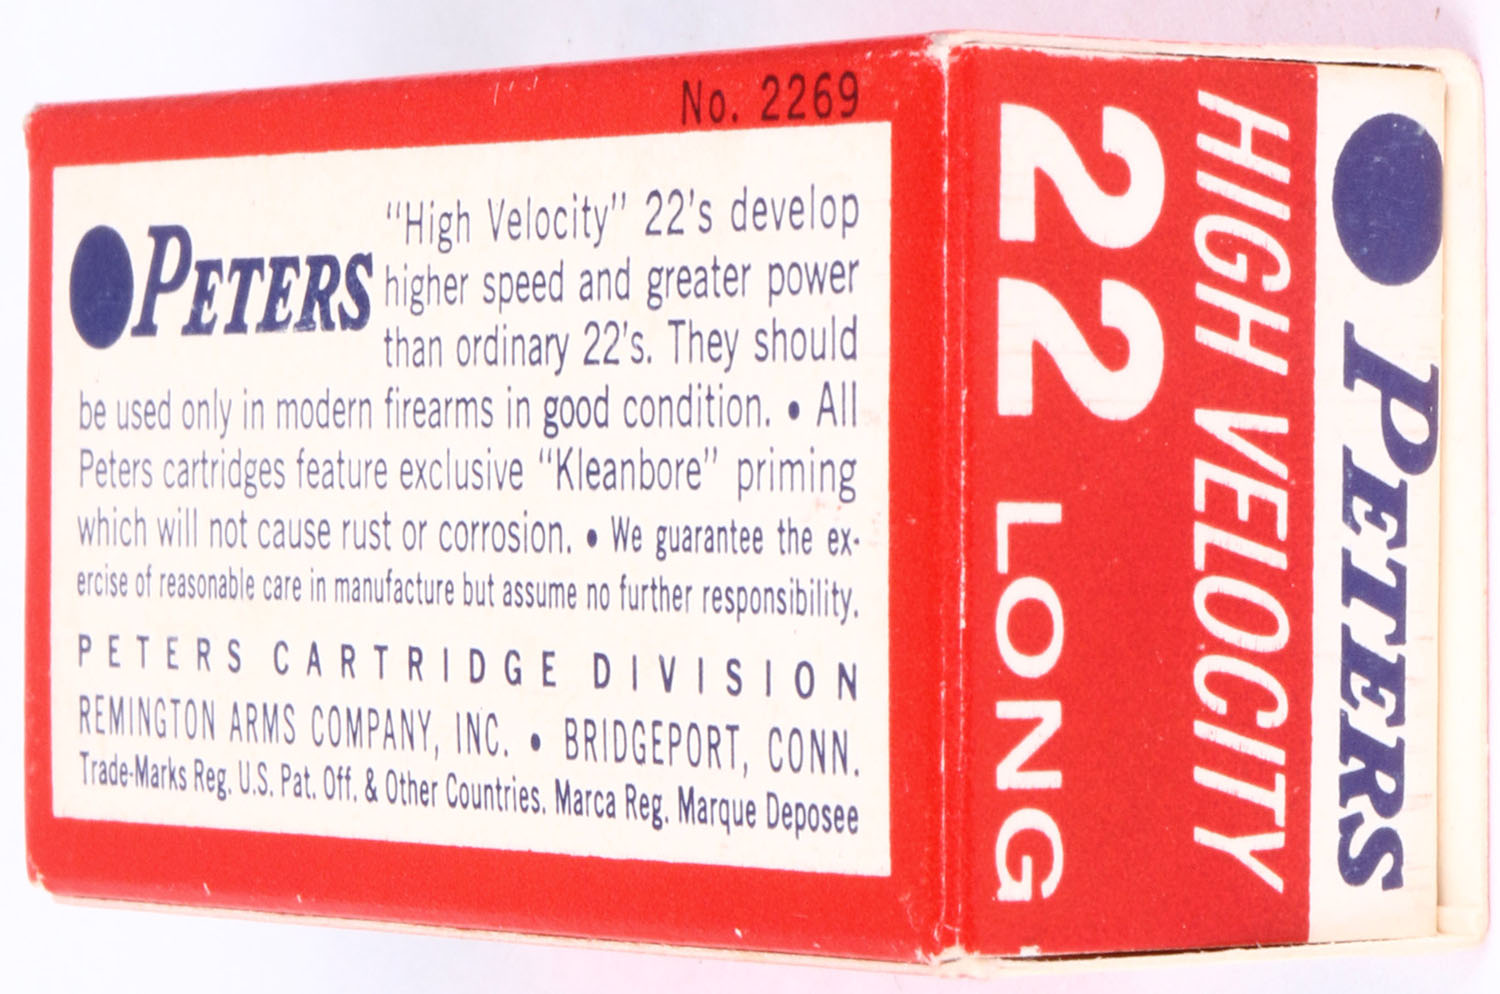 No. 2269
PETERS
"High Velocity" 22's develop
higher speed and greater power
than ordinary 22's. They should
be used only in modern firearms in good condition. • All
Peters cartridges feature exclusive "Kleanbore" priming
which will not cause rust or corrosion. • We guarantee the ex-
ercise of reasonable care in manufacture but assume no further responsibility.
PETERS CARTRIDGE DIVISION
REMINGTON ARMS COMPANY, INC. • BRIDGEPORT, CONN.
Trade-Marks Reg. U.S. Pat. Off. & Other Countries. Marca Reg. Marque Deposee
PETERS
HIGH VELOCITY
22 LONG